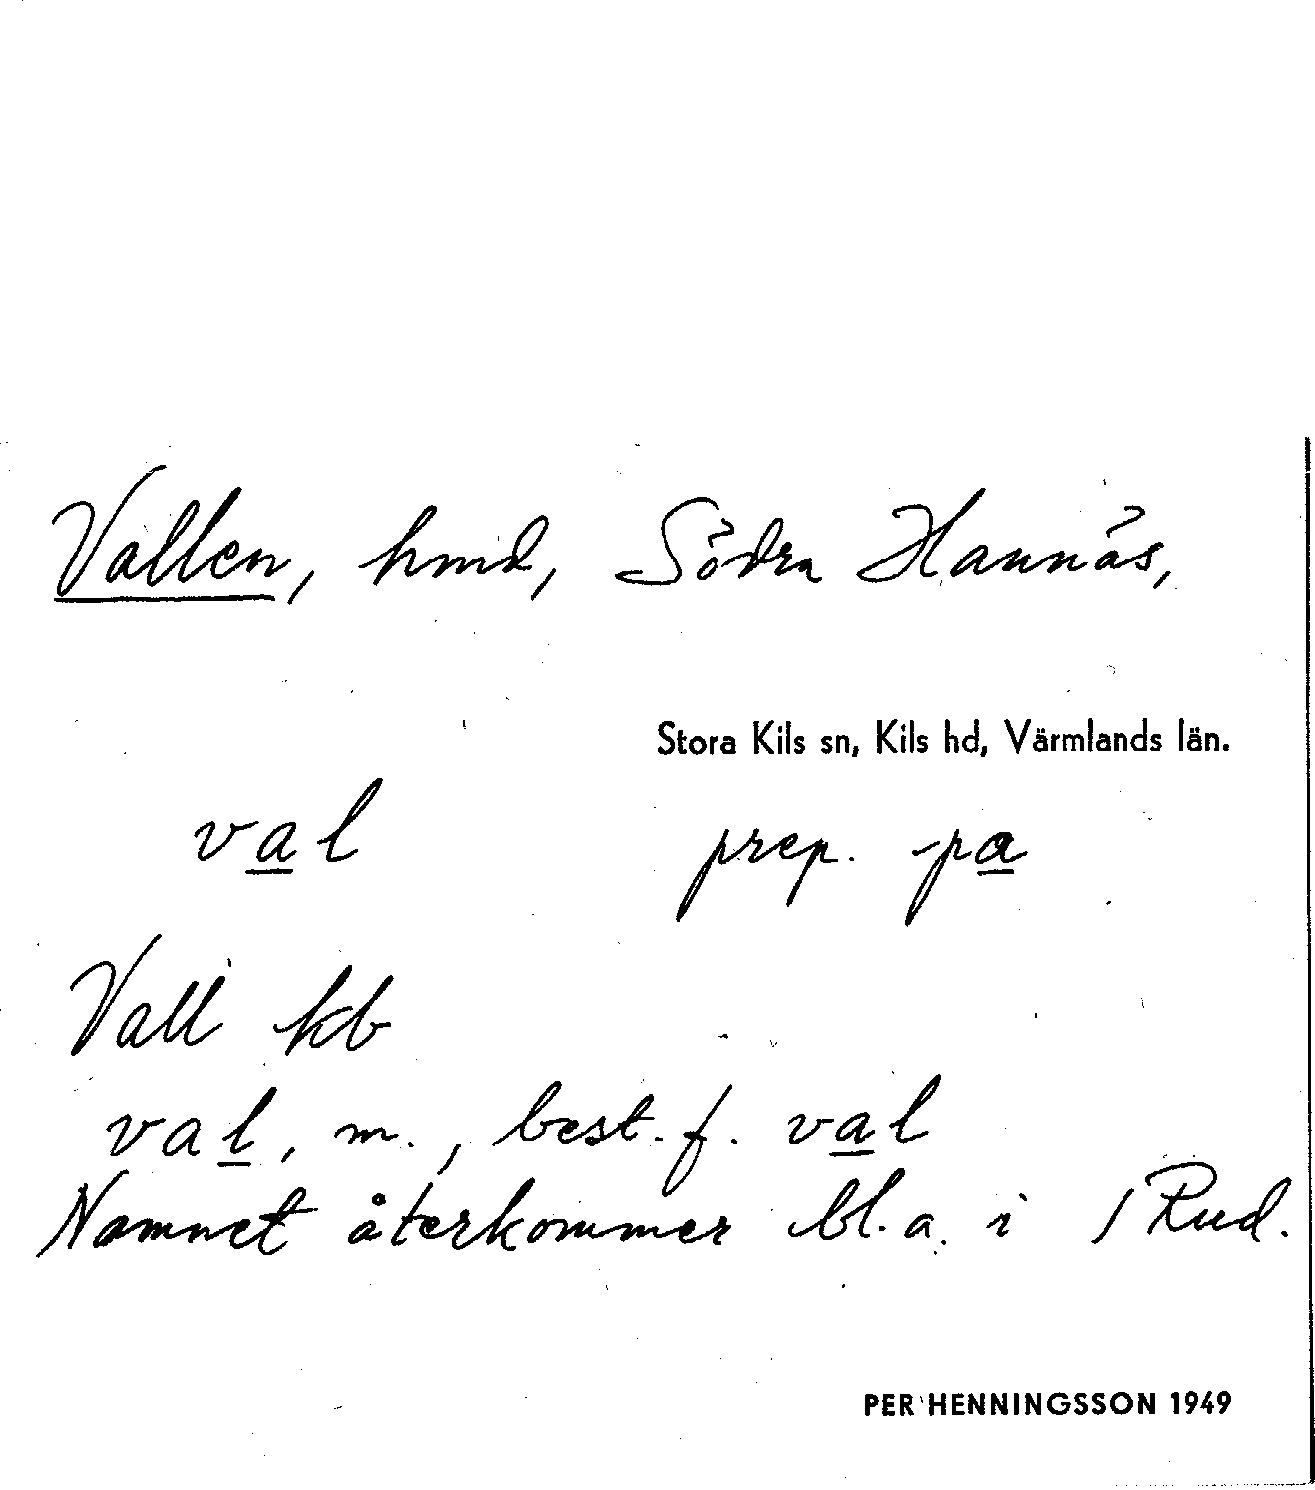 Vallen, hmd, Södra Hannäs,
Stora Kils sn, Kils hd, Värmlands län.
val prep. pa
Vall kb
val, m., best. f. val
Namnet återkommer bl. a. i / Rud.
PER HENNINGSSON 1949